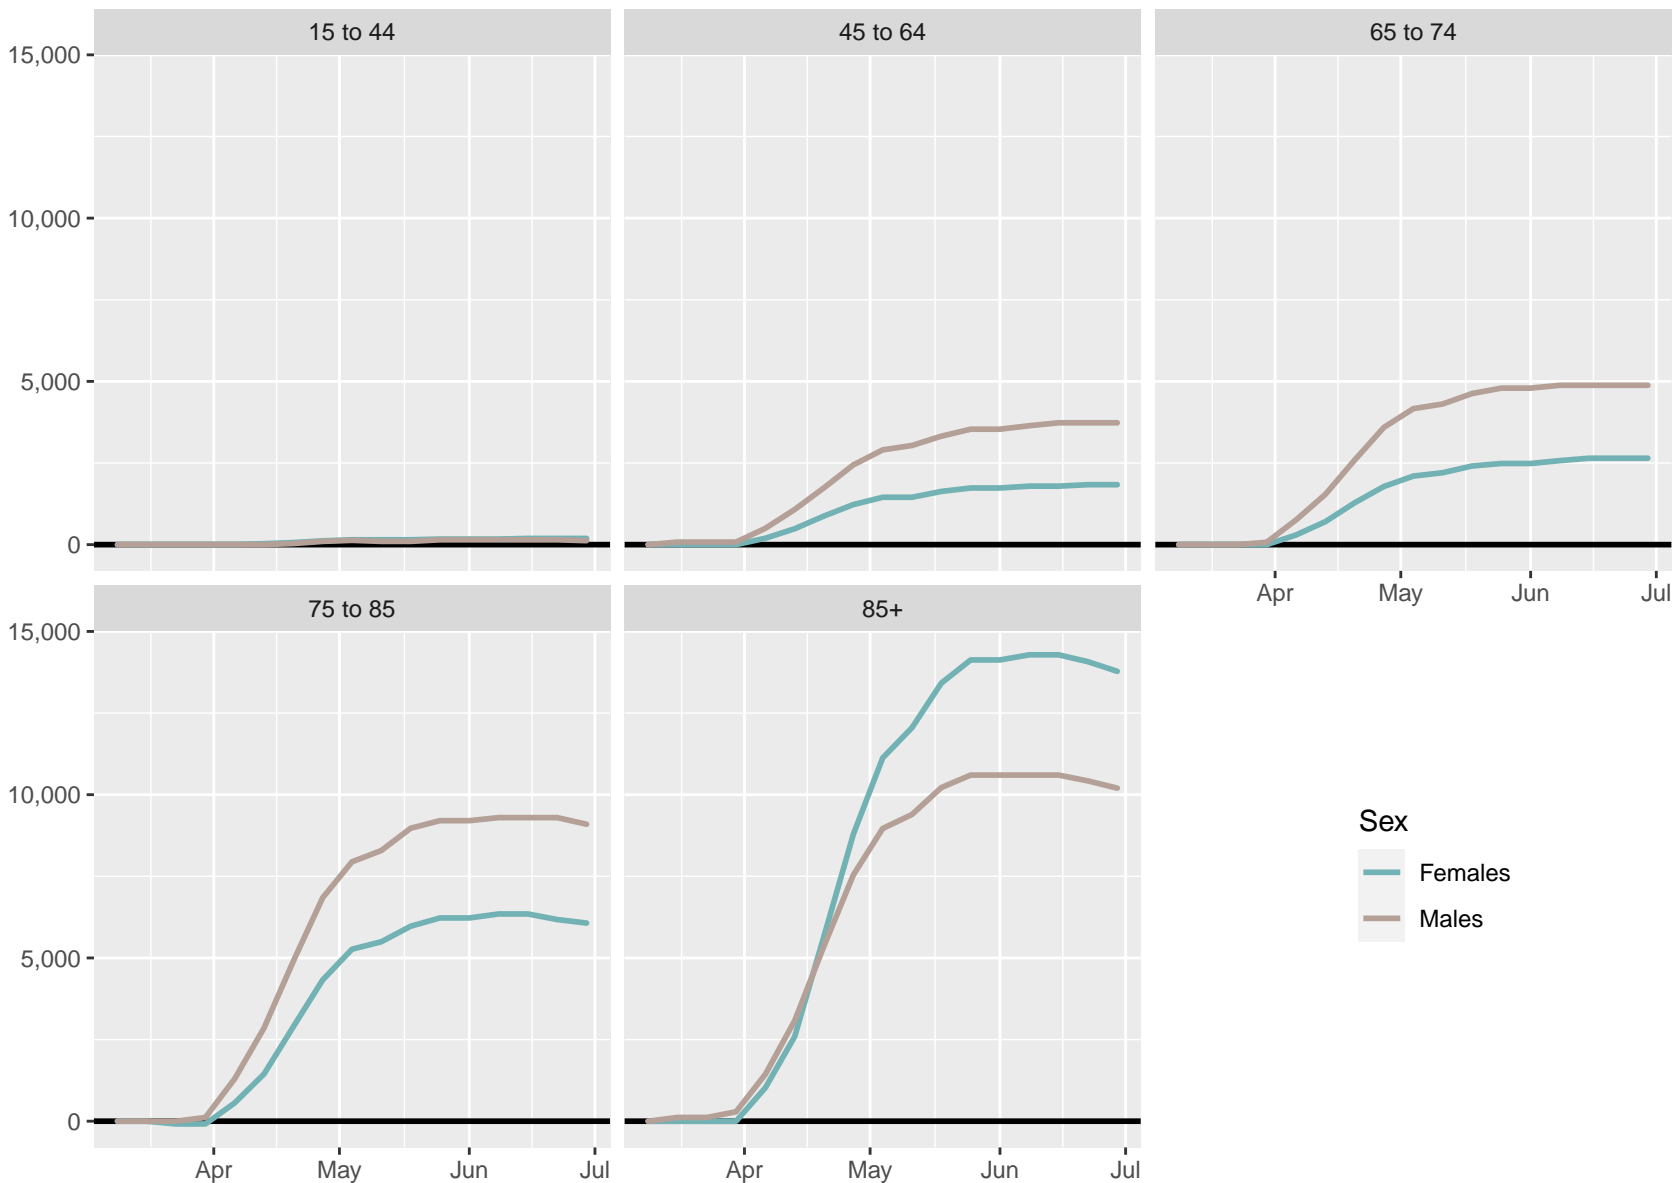 15 to 44
45 to 64
65 to 74
15,000
10,000
5,000
0
Apr May Jun Jul
75 to 85
85+
15,000
10,000
5,000
0
Apr May Jun Jul
Apr May Jun Jul
Sex
Females
Males